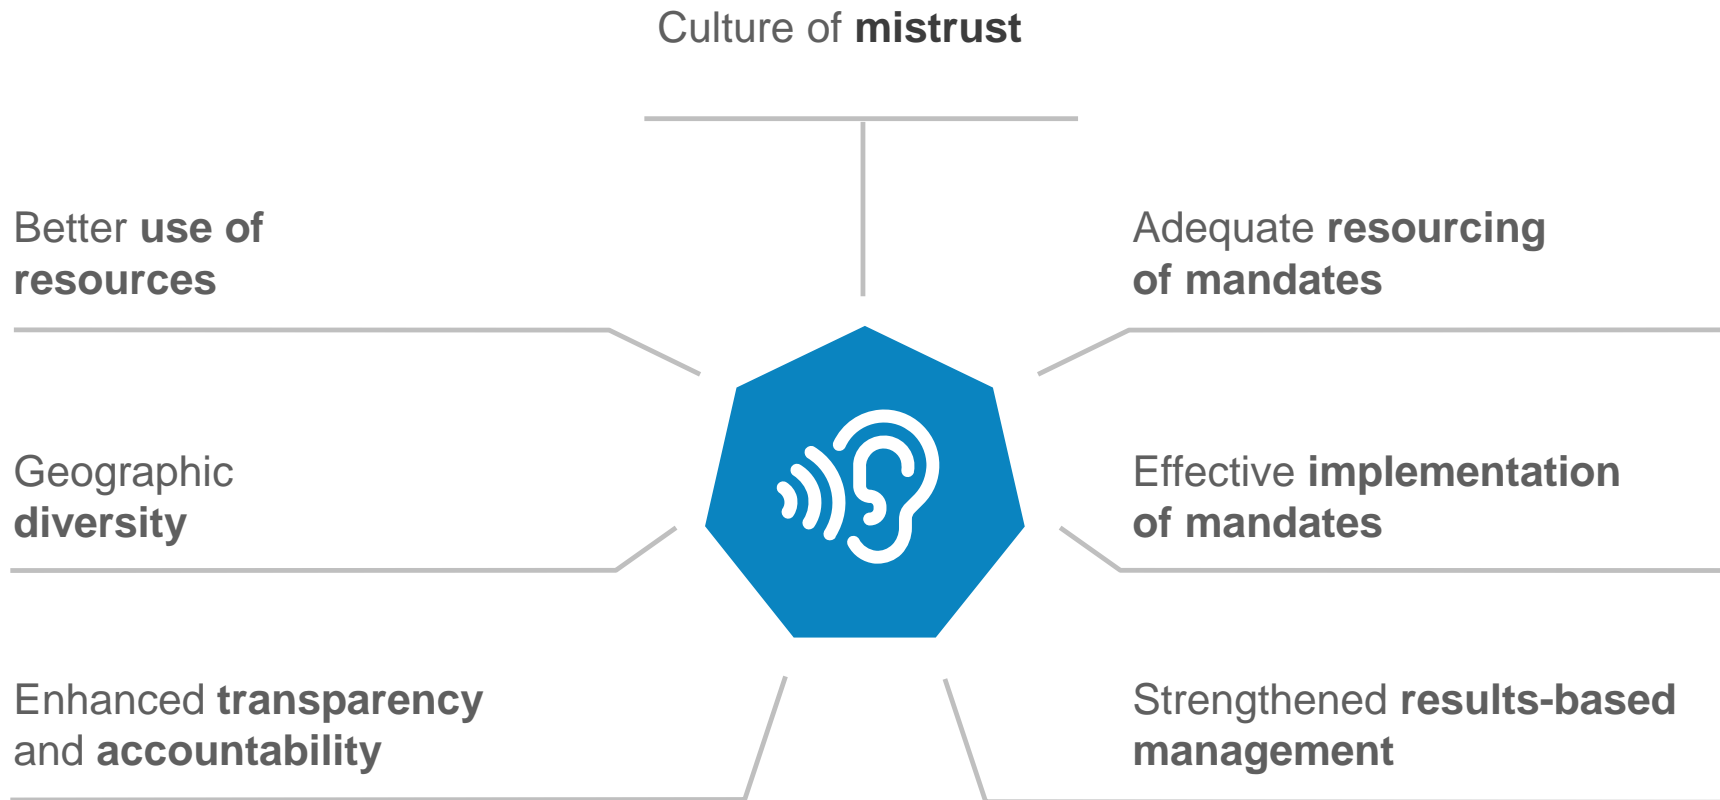 Culture of mistrust
Better use of
resources
Adequate resourcing
of mandates
Geographic
diversity
Effective implementation
of mandates
Enhanced transparency
and accountability
Strengthened results-based
management